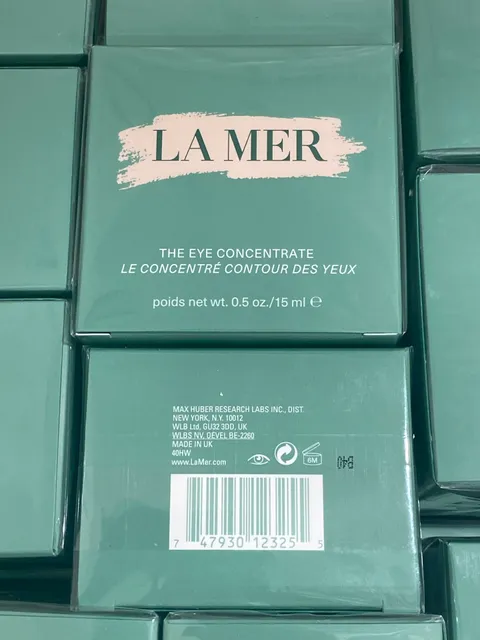 LA MER
THE EYE CONCENTRATE
LE CONCENTRÉ CONTOUR DES YEUX
poids net wt. 0.5 oz./15 ml ℮
MAX HUBER RESEARCH LABS INC., DIST.
NEW YORK, N.Y. 10012
WLB Ltd. GU32 3DD, UK
WLBS NV. DEVEL BE-2260
MADE IN UK
40HW
www.LaMer.com
6M
7 47930 12325 5